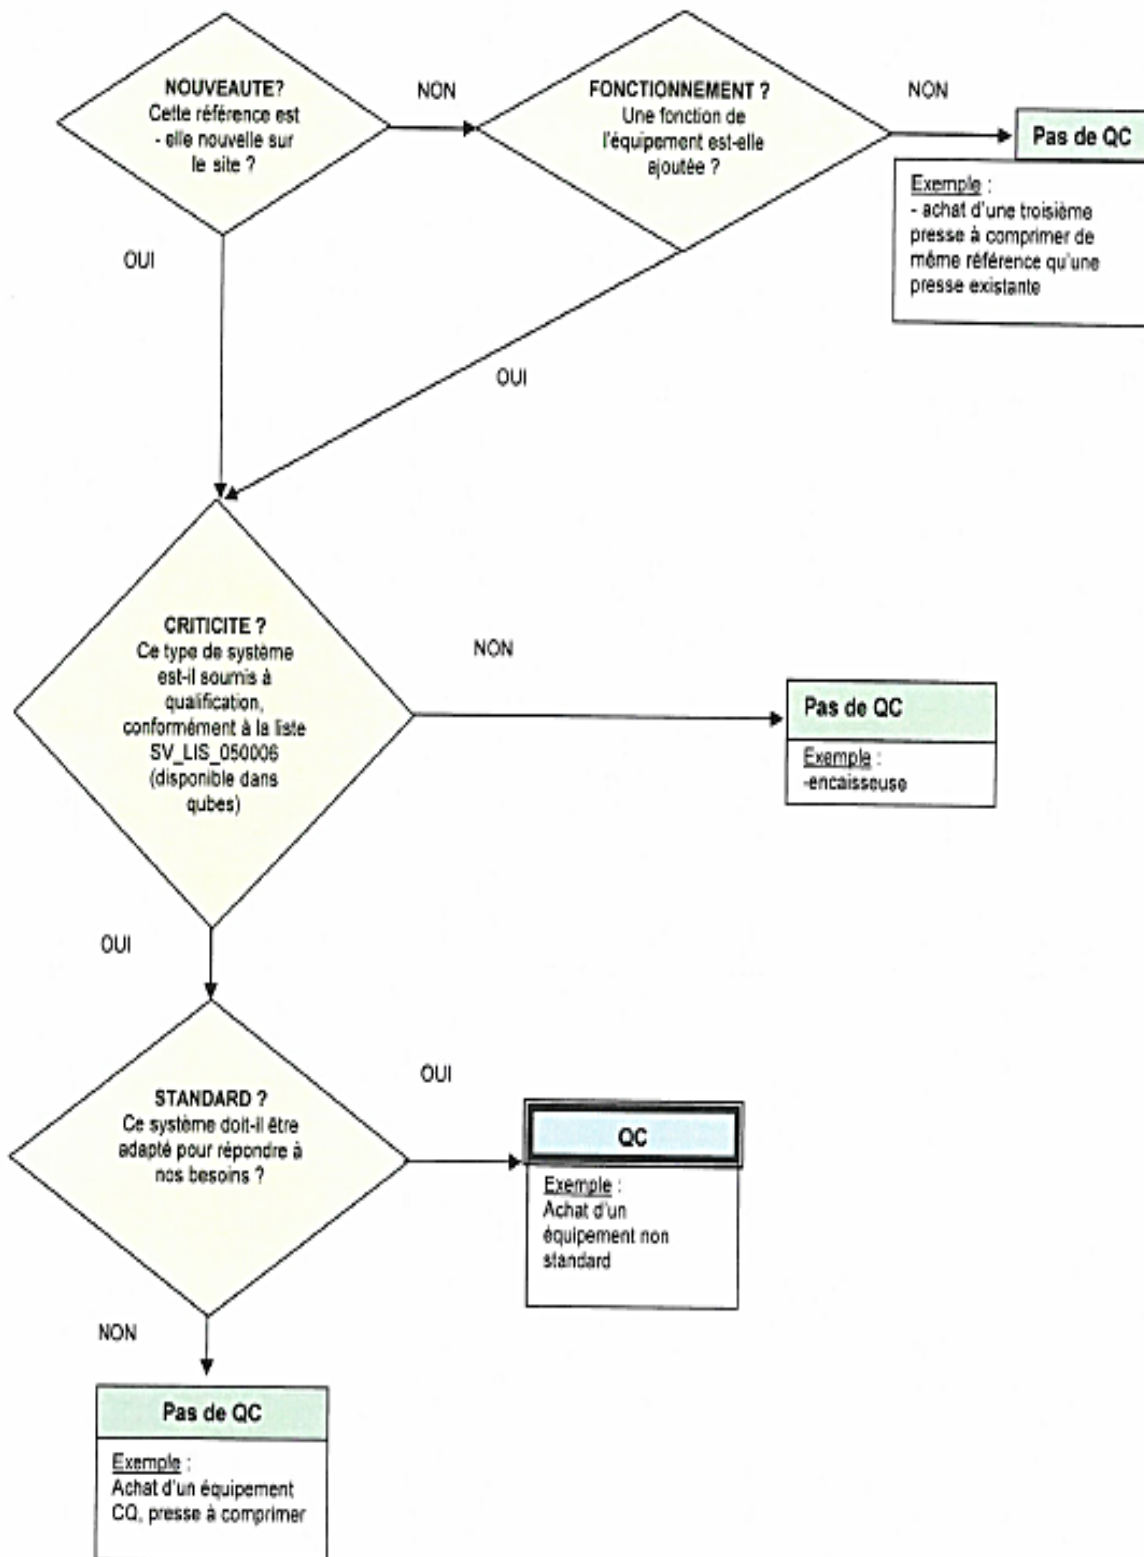 NOUVEAUTE?
Cette référence est
- elle nouvelle sur
le site ?
NON
FONCTIONNEMENT ?
Une fonction de
l'équipement est-elle
ajoutée ?
NON
Pas de QC
Exemple :
- achat d'une troisième
presse à comprimer de
même référence qu'une
presse existante
OUI
OUI
CRITICITE ?
Ce type de système
est-il soumis à
qualification,
conformément à la liste
SV_LIS_050006
(disponible dans
qubes)
NON
Pas de QC
Exemple :
-encaisseuse
OUI
STANDARD ?
Ce système doit-il être
adapté pour répondre à
nos besoins ?
OUI
QC
Exemple :
Achat d'un
équipement non
standard
NON
Pas de QC
Exemple :
Achat d'un équipement
CQ, presse à comprimer